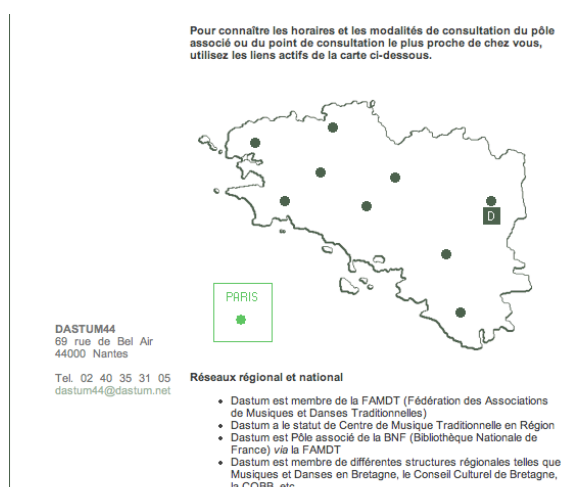 Pour connaître les horaires et les modalités de consultation du pôle
associé ou du point de consultation le plus proche de chez vous,
utilisez les liens actifs de la carte ci-dessous.
D
PARIS
DASTUM44
69 rue de Bel Air
44000 Nantes
Tel. 02 40 35 31 05
dastum44@dastum.net
Réseaux régional et national
• Dastum est membre de la FAMDT (Fédération des Associations
de Musiques et Danses Traditionnelles)
• Dastum a le statut de Centre de Musique Traditionnelle en Région
• Dastum est Pôle associé de la BNF (Bibliothèque Nationale de
France) via la FAMDT
• Dastum est membre de différentes structures régionales telles que
Musiques et Danses en Bretagne, le Conseil Culturel de Bretagne,
la COBB, etc